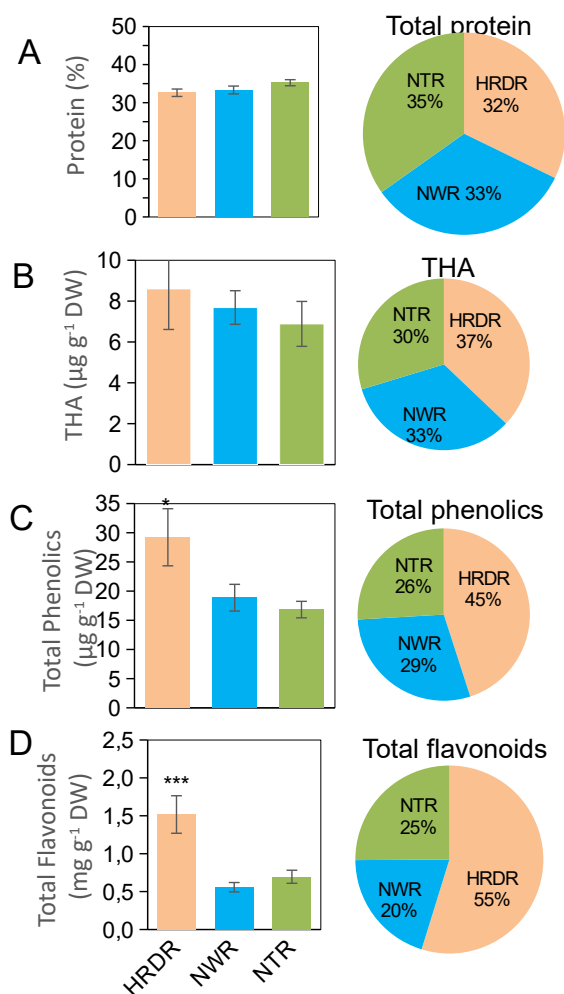 A
Protein (%)
50
40
30
20
10
0
Total protein
NTR
35%
HRDR
32%
NWR 33%
B
THA (µg g⁻¹ DW)
10
8
6
4
2
0
THA
NTR
30%
HRDR
37%
NWR
33%
C
Total Phenolics
(µg g⁻¹ DW)
35
30
25
20
15
10
5
0
*
Total phenolics
NTR
26%
HRDR
45%
NWR
29%
D
Total Flavonoids
(mg g⁻¹ DW)
2,5
2,0
1,5
1,0
0,5
0,0
***
HRDR
NWR
NTR
Total flavonoids
NTR
25%
NWR
20%
HRDR
55%